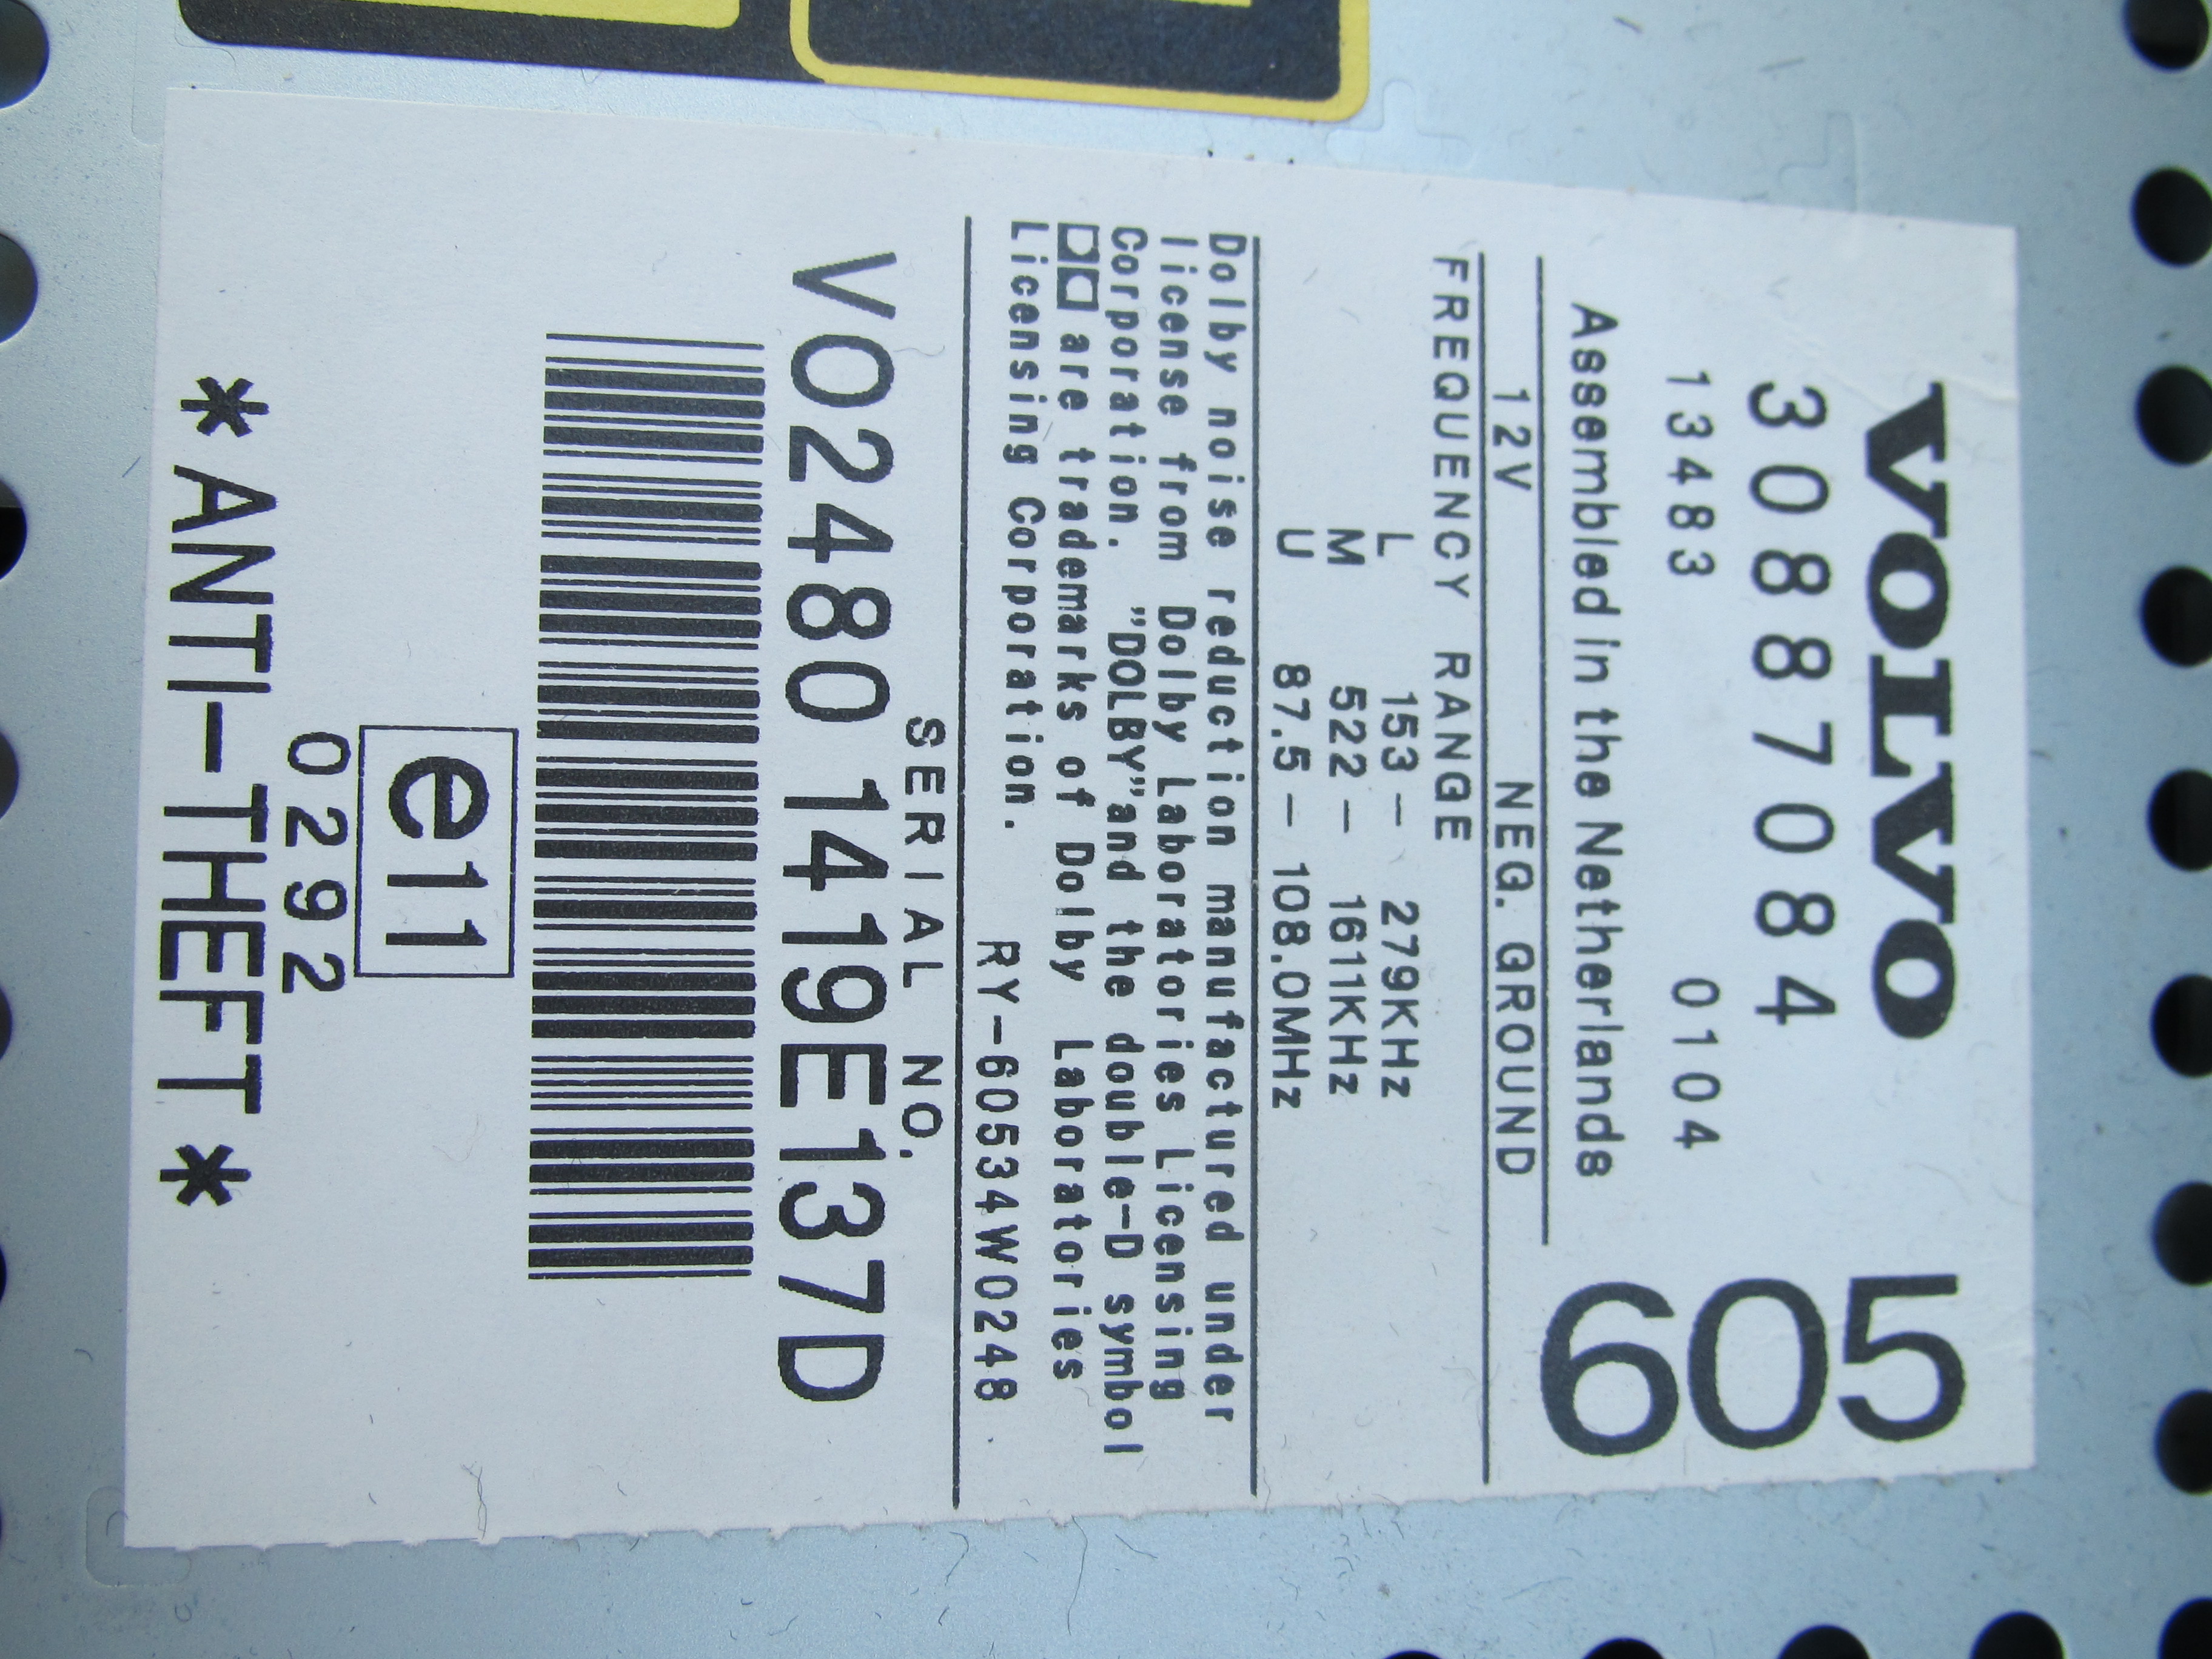 VOLVO
605
30887084
13483 0104
Assembled in the Netherlands
12V NEG. GROUND
FREQUENCY RANGE
L 153 – 279KHz
M 522 – 1611KHz
U 87.5 – 108.0MHz
Dolby noise reduction manufactured under
license from Dolby Laboratories Licensing
Corporation. "DOLBY"and the double-D symbol
are trademarks of Dolby Laboratories
Licensing Corporation.
RY-60534W0248
SERIAL NO.
VO2480 1419E137D
e11
0292
*ANTI-THEFT*